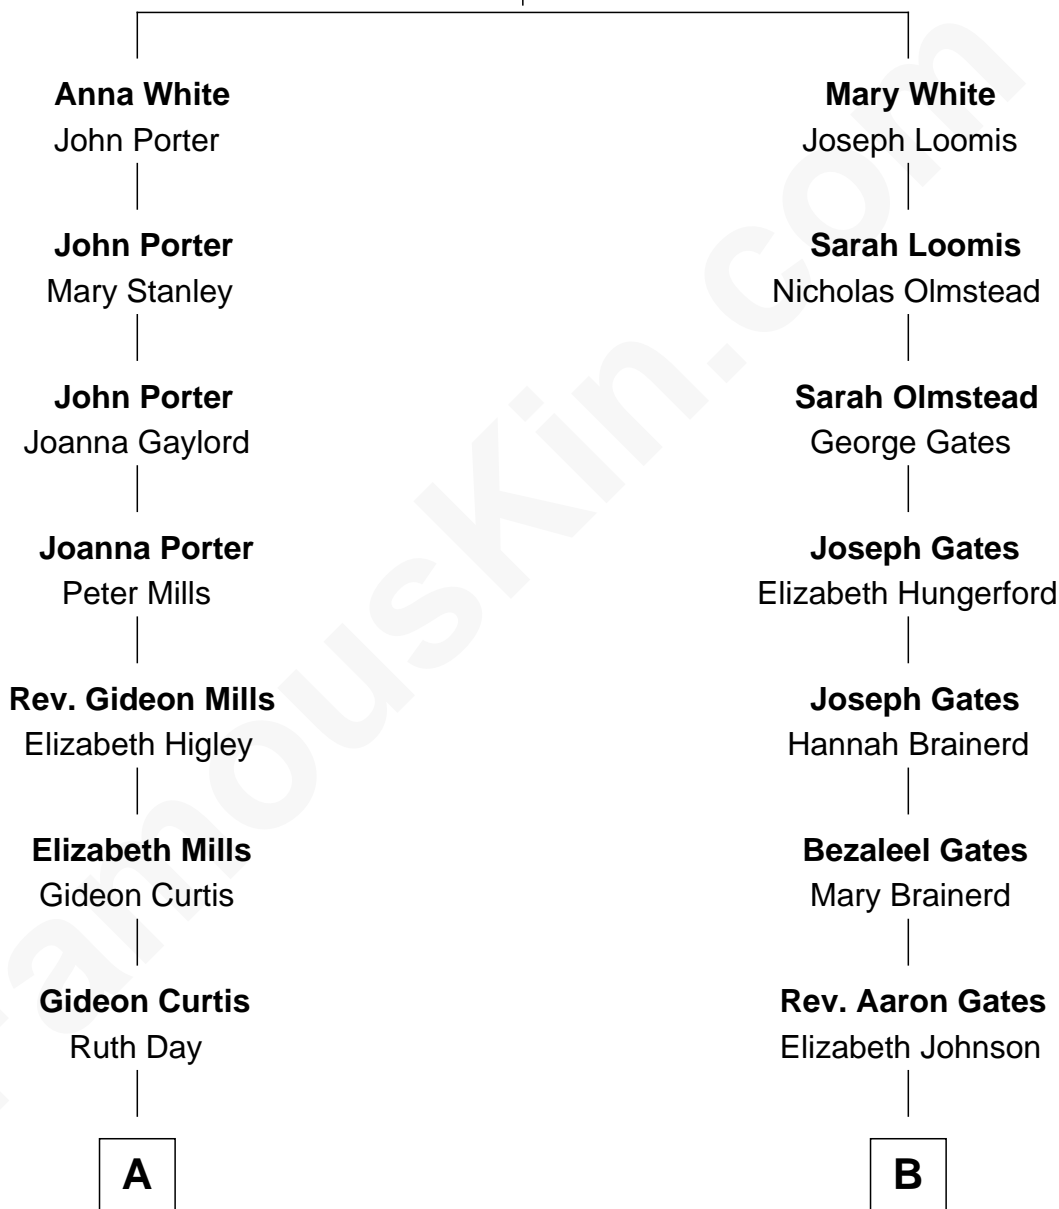 Anna White
John Porter
John Porter
Mary Stanley
John Porter
Joanna Gaylord
Joanna Porter
Peter Mills
Rev. Gideon Mills
Elizabeth Higley
Elizabeth Mills
Gideon Curtis
Gideon Curtis
Ruth Day
A
Mary White
Joseph Loomis
Sarah Loomis
Nicholas Olmstead
Sarah Olmstead
George Gates
Joseph Gates
Elizabeth Hungerford
Joseph Gates
Hannah Brainerd
Bezaleel Gates
Mary Brainerd
Rev. Aaron Gates
Elizabeth Johnson
B
FamousKin.com